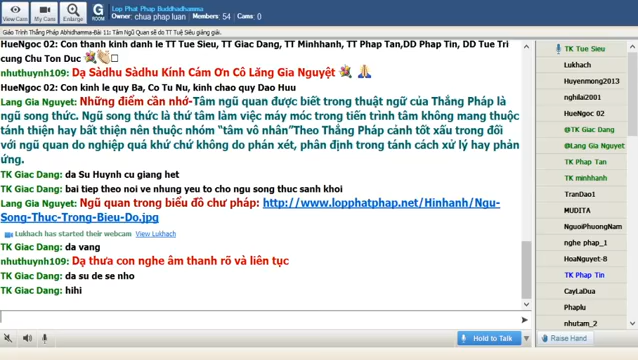 View Cam
My Cam
Enlarge
G
ROOM
Lop Phat Phap Buddhadhamma
Owner: chua phap luan / Members: 54 / Cams: 0
Giáo Trình Thắng Pháp Abhidhamma-Bài 11: Tâm Ngũ Quan sẽ do TT Tuệ Siêu giảng giải.
HueNgoc 02: Con thanh kinh danh le TT Tue Sieu, TT Giac Dang, TT Minhhanh, TT Phap Tan,DD Phap Tin, DD Tue Tri
cung Chu Ton Duc
nhuthuynh109: Dạ Sàdhu Sàdhu Kính Cám Ơn Cô Lăng Gia Nguyệt
HueNgoc 02: Con kinh le quy Ba, Co Tu Nu, kinh chao quy Dao Huu
Lang Gia Nguyet: Những điểm cần nhớ-Tâm ngũ quan được biết trong thuật ngữ của Thắng Pháp là
ngũ song thức. Ngũ song thức là thứ tâm làm việc máy móc trong tiến trình tâm không mang thuộc
tánh thiện hay bất thiện nên thuộc nhóm “tâm vô nhân”Theo Thắng Pháp cảnh tốt xấu trong đối
với ngũ quan do nghiệp quá khứ chứ không do phán xét, phân định trong tánh cách xử lý hay phản
ứng.
TK Giac Dang: da Su Huynh cu giang het
TK Giac Dang: bai tiep theo noi ve nhung yeu to cho ngu song thuc sanh khoi
Lang Gia Nguyet: Ngũ quan trong biểu đồ chư pháp: http://www.lopphatphap.net/Hinhanh/Ngu-
Song-Thuc-Trong-Bieu-Do.jpg
Lukhach has started their webcam View Lukhach
TK Giac Dang: da vang
nhuthuynh109: Dạ thưa con nghe âm thanh rõ và liên tục
TK Giac Dang: da su de se nho
TK Giac Dang: hihi
Hold to Talk
Raise Hand
TK Tue Sieu
Lukhach
Huyenmong2013
nghilai2001
HueNgoc 02
@TK Giac Dang
@Lang Gia Nguyet
TK Phap Tan
TK minhhanh
TranDao1
MUDITA
NguoiPhuongNam
nghe phap_1
HoaNguyet-8
TK Phap Tin
CayLaDua
Phaplu
nhutam_2